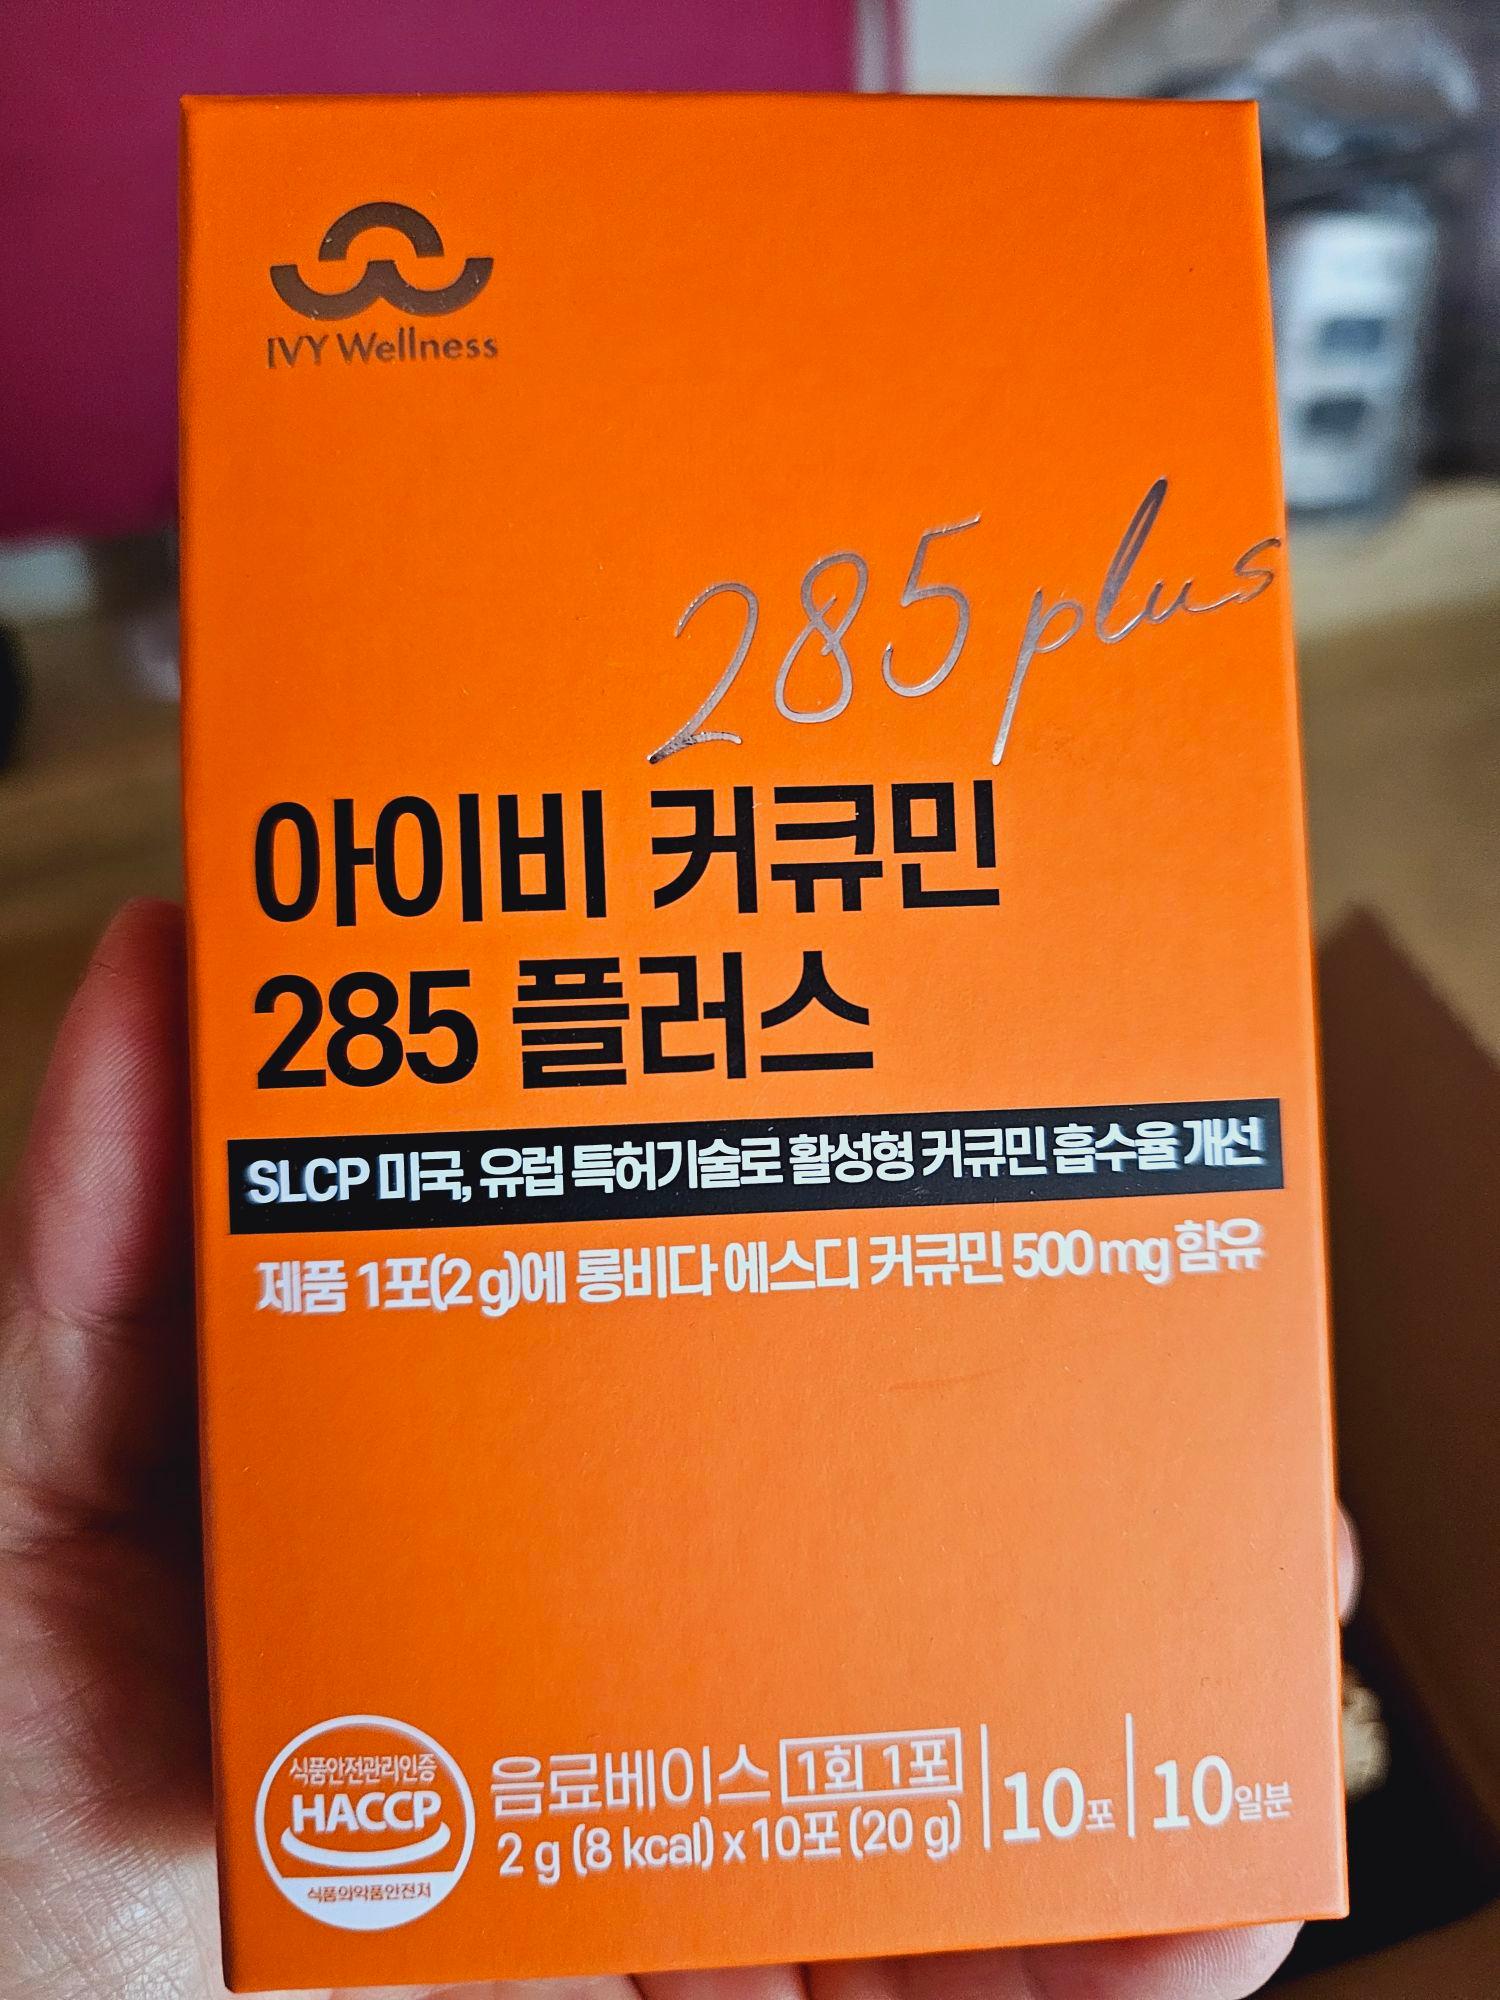 IVY Wellness
285 plus
아이비 커큐민
285 플러스
SLCP 미국, 유럽 특허기술로 활성형 커큐민 흡수율 개선
제품 1포(2 g)에 롱비다 에스디 커큐민 500 mg 함유
식품안전관리인증
HACCP
식품의약품안전처
음료베이스 1회 1포
2 g (8 kcal) x 10포 (20 g)
10포
10일분